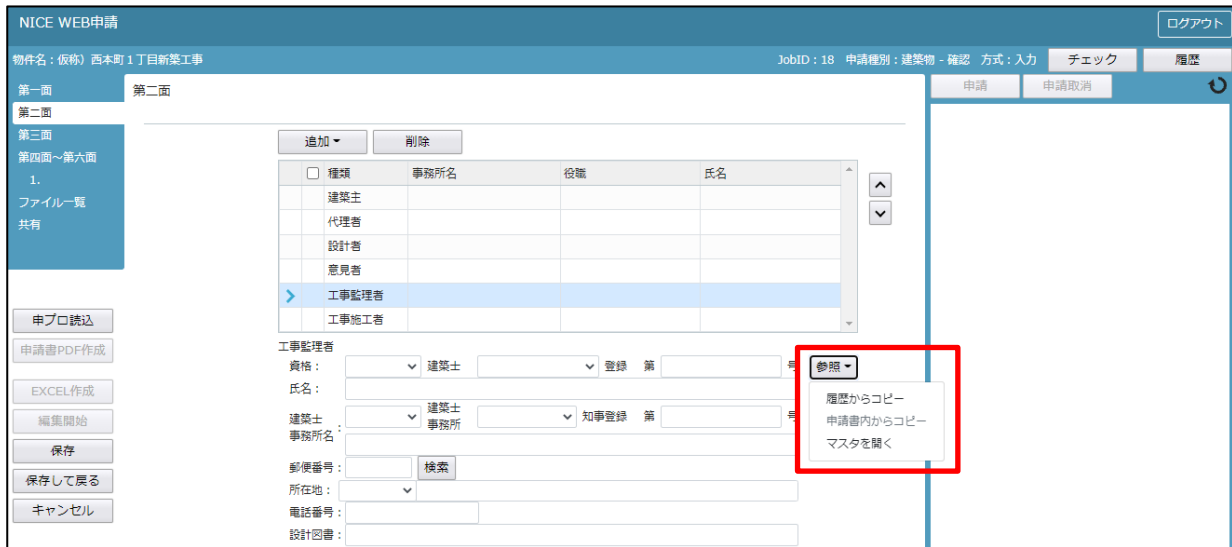 NICE WEB申請
ログアウト
物件名：仮称）西本町１丁目新築工事
JobID：18 申請種別：建築物 - 確認 方式：入力
チェック
履歴
第一面
第二面
第三面
第四面～第六面
1.
ファイル一覧
共有
申プロ読込
申請書PDF作成
EXCEL作成
編集開始
保存
保存して戻る
キャンセル
第二面
追加
削除
種類 事務所名 役職 氏名
建築主
代理者
設計者
意見者
工事監理者
工事施工者
工事監理者
資格： 建築士 登録 第 号
氏名：
建築士
事務所名： 建築士
事務所 知事登録 第 号
郵便番号： 検索
所在地：
電話番号：
設計図書：
参照
履歴からコピー
申請書内からコピー
マスタを開く
申請
申請取消